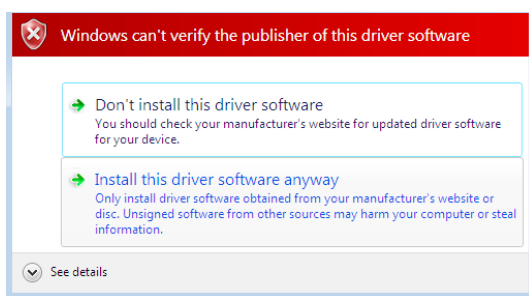 Windows can't verify the publisher of this driver software
Don't install this driver software
You should check your manufacturer's website for updated driver software
for your device.
Install this driver software anyway
Only install driver software obtained from your manufacturer's website or
disc. Unsigned software from other sources may harm your computer or steal
information.
See details